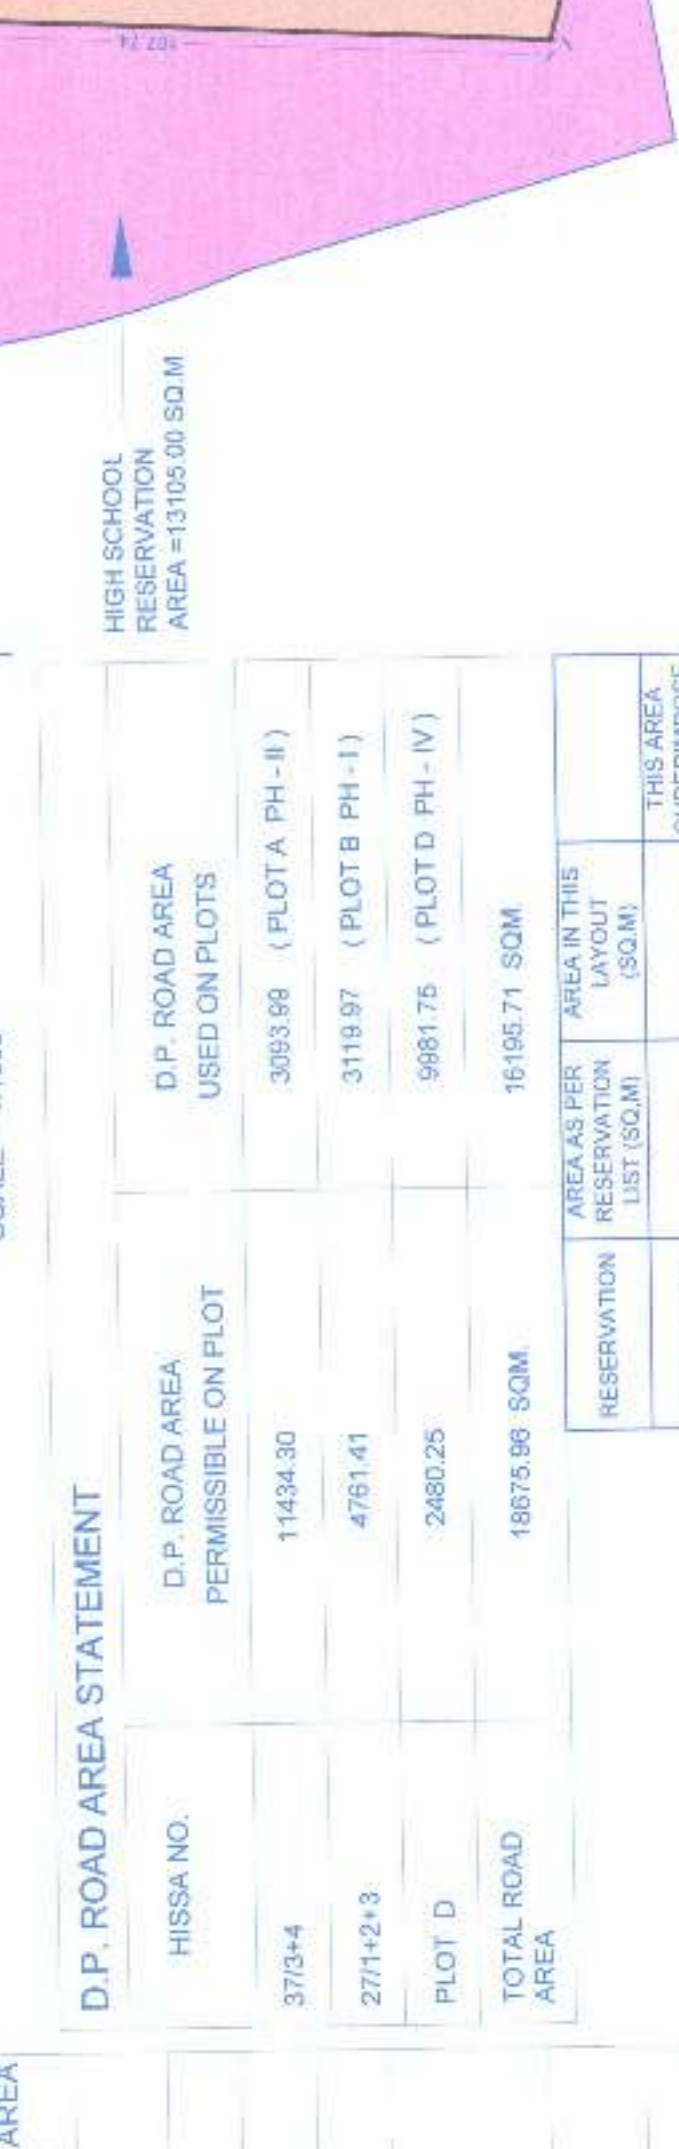 107.74
HIGH SCHOOL
RESERVATION
AREA =13105.00 SQ.M
D.P. ROAD AREA STATEMENT
HISSA NO.
D.P. ROAD AREA
PERMISSIBLE ON PLOT
D.P. ROAD AREA
USED ON PLOTS
37/3+4 11434.30 3093.99 ( PLOT A PH - II )
27/1+2+3 4761.41 3119.97 ( PLOT B PH - I )
PLOT D 2480.25 9981.75 ( PLOT D PH - IV )
TOTAL ROAD
AREA
18675.96 SQM. 16195.71 SQM.
RESERVATION
AREA AS PER
RESERVATION
LIST (SQ.M)
AREA IN THIS
LAYOUT
(SQ.M)
THIS AREA
AREA